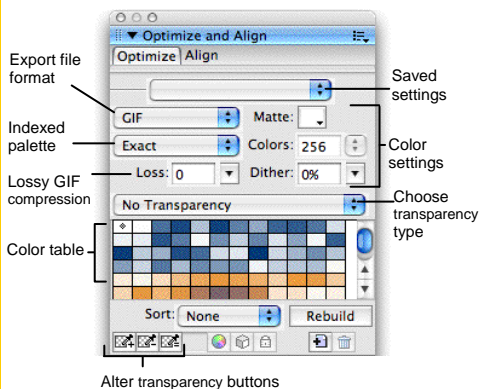 Optimize and Align
Optimize Align
Export file
format
Saved
settings
GIF
Matte:
Indexed
palette
Exact
Colors: 256
Color
settings
Lossy GIF
compression
Loss: 0
Dither: 0%
No Transparency
Choose
transparency
type
Color table
Sort: None
Rebuild
Alter transparency buttons